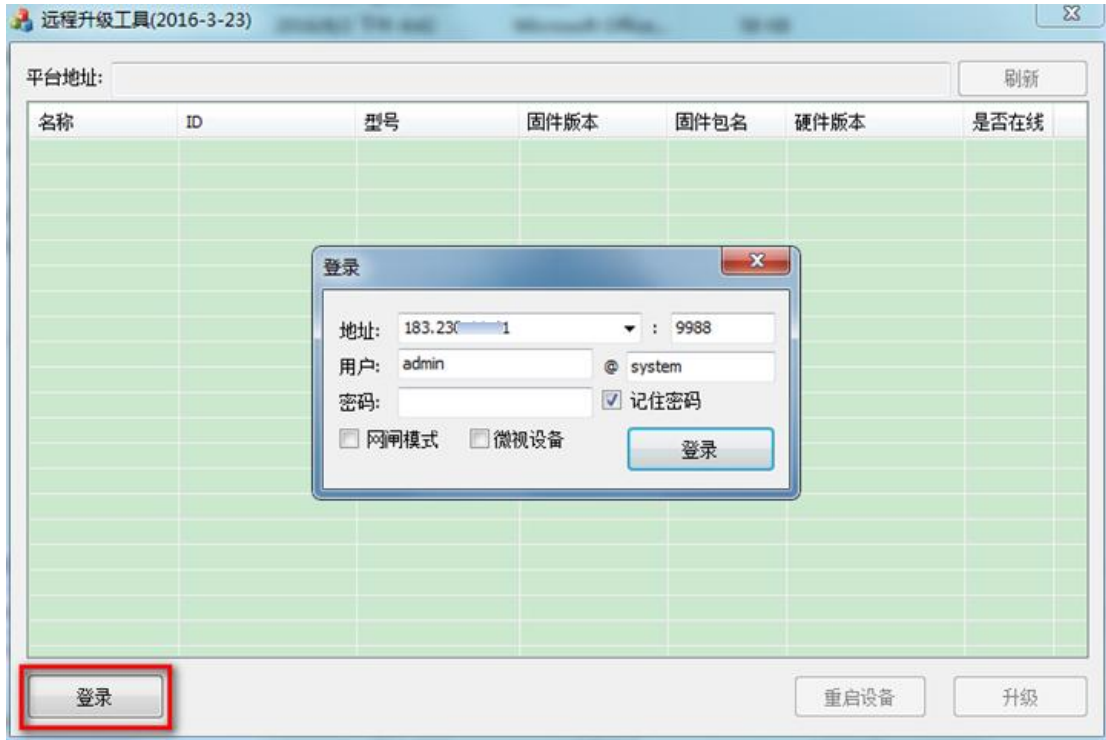 远程升级工具(2016-3-23)
平台地址:
刷新
名称 ID 型号 固件版本 固件包名 硬件版本 是否在线
登录
地址: 183.230 1 : 9988
用户: admin @ system
密码: 记住密码
网闸模式 微视设备 登录
登录 重启设备 升级